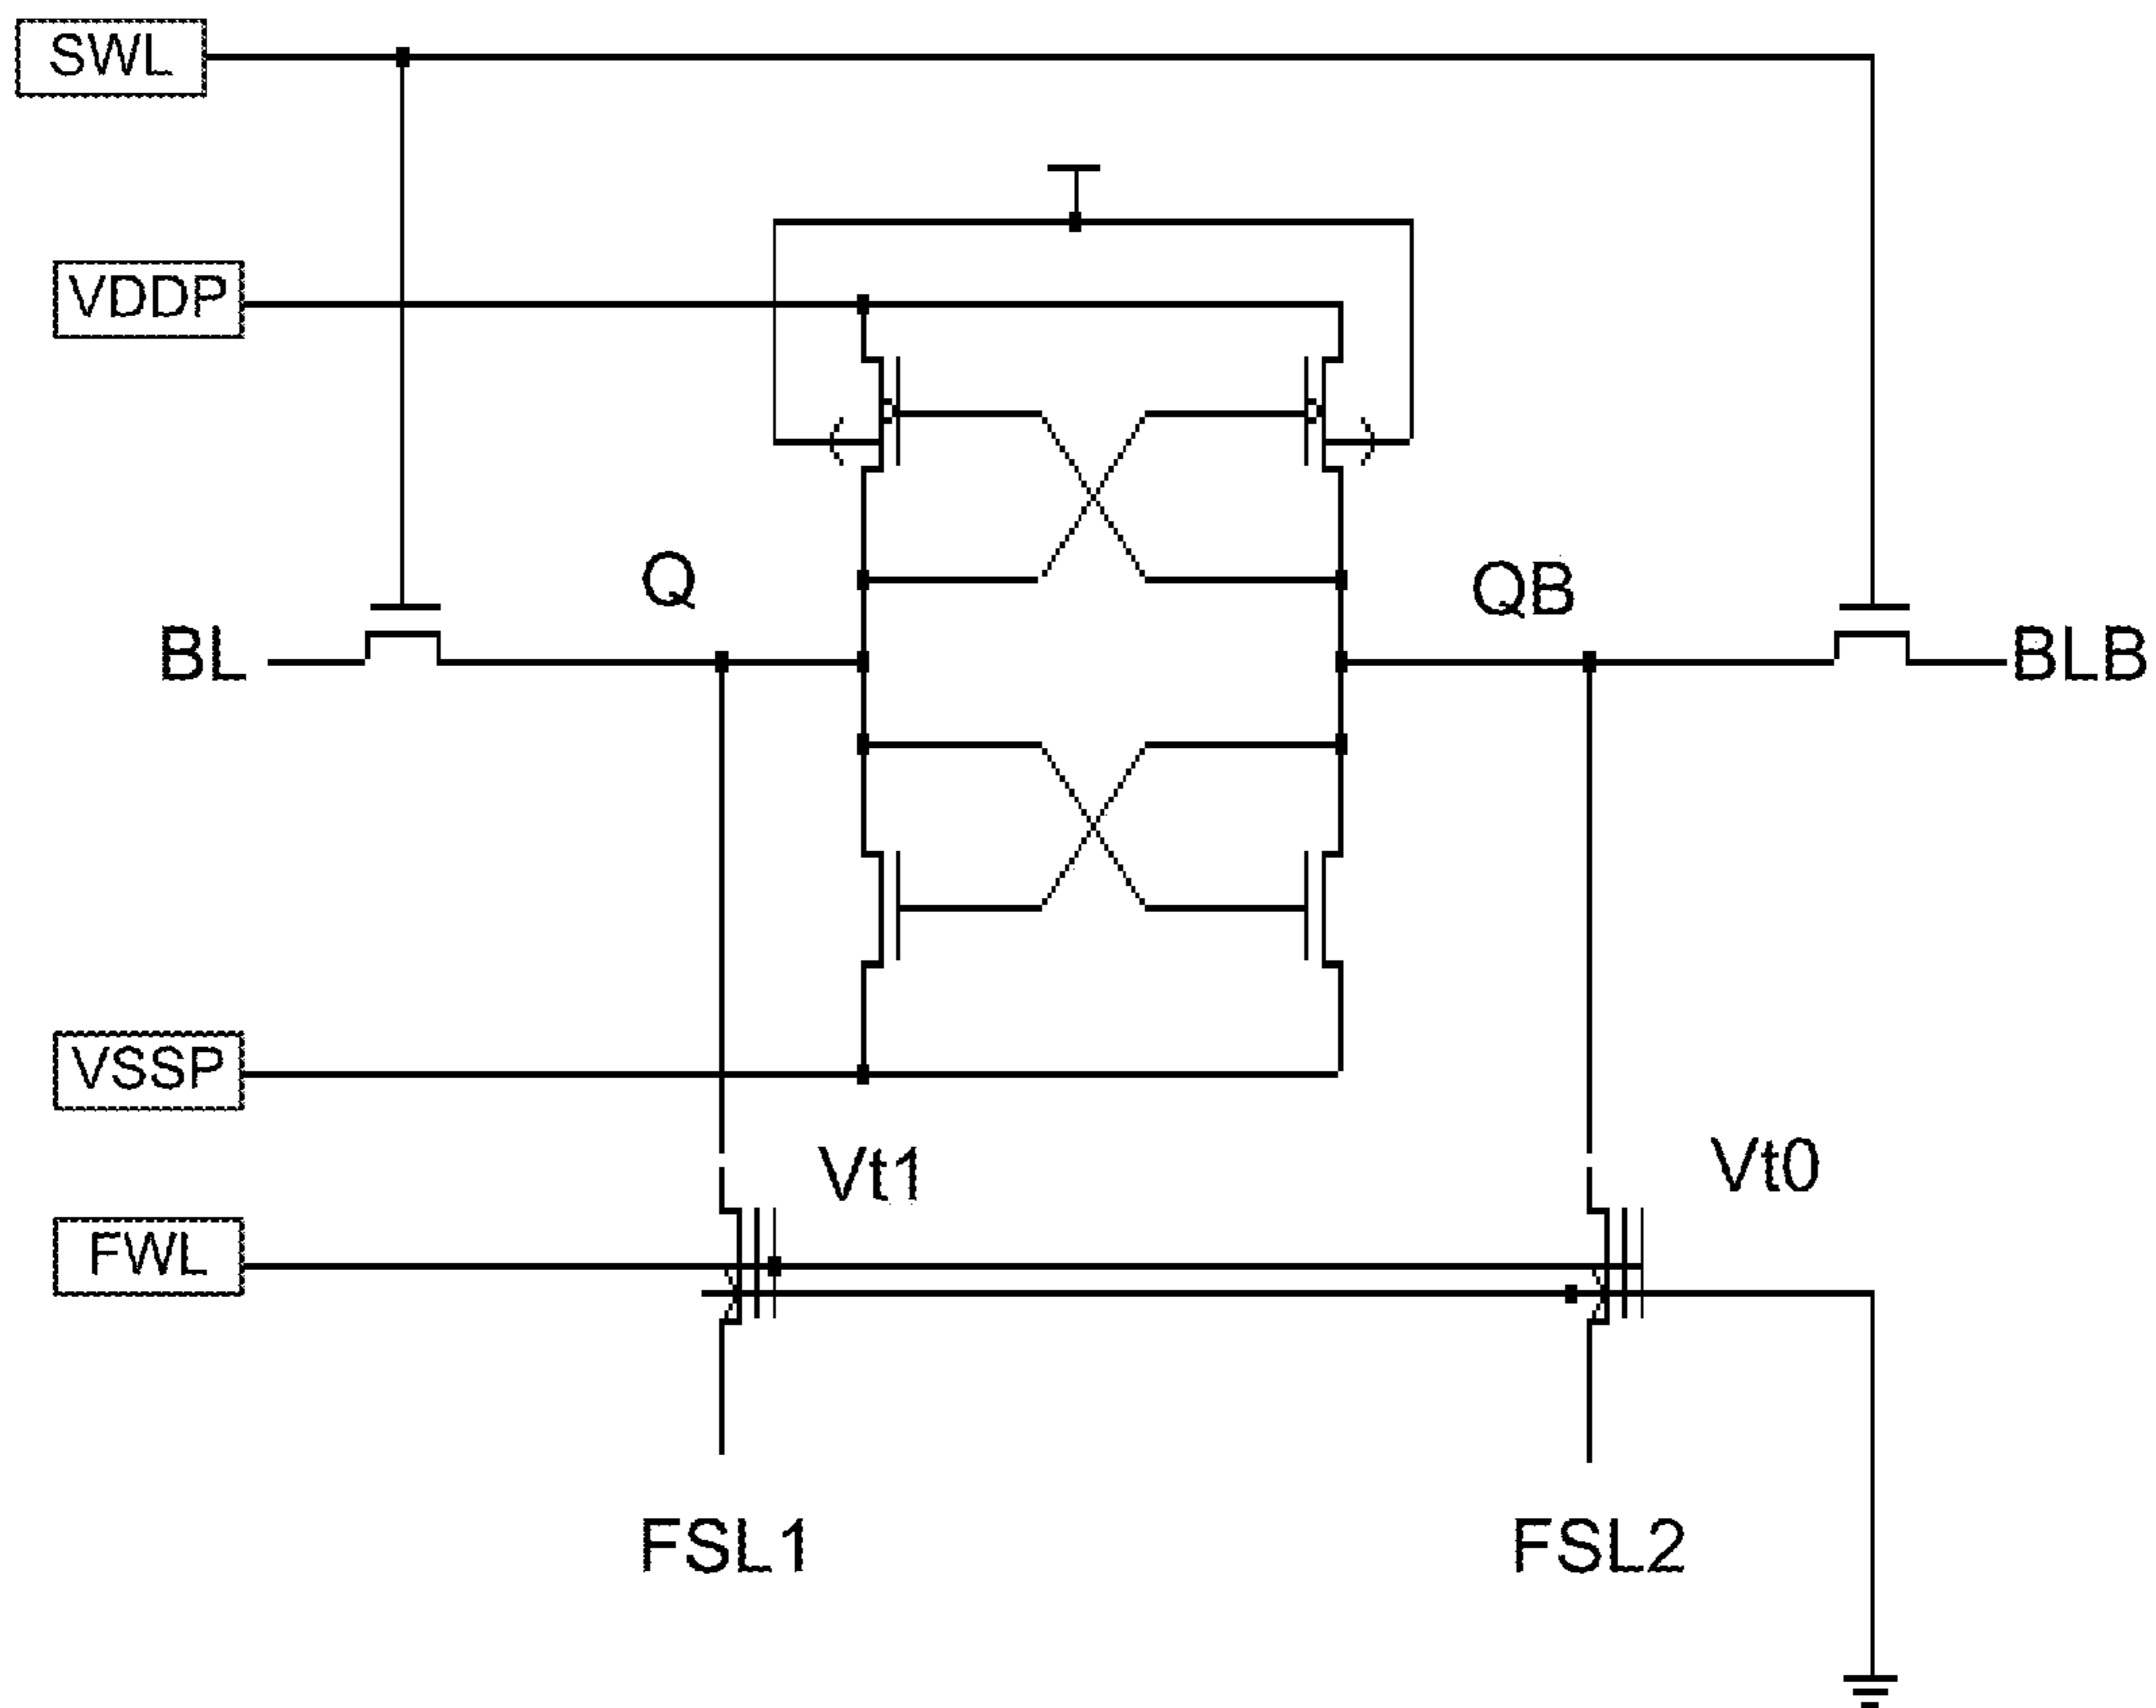 SWL
VDDP
Q
QB
BL
BLB
VSSP
Vt1
Vt0
FWL
FSL1
FSL2